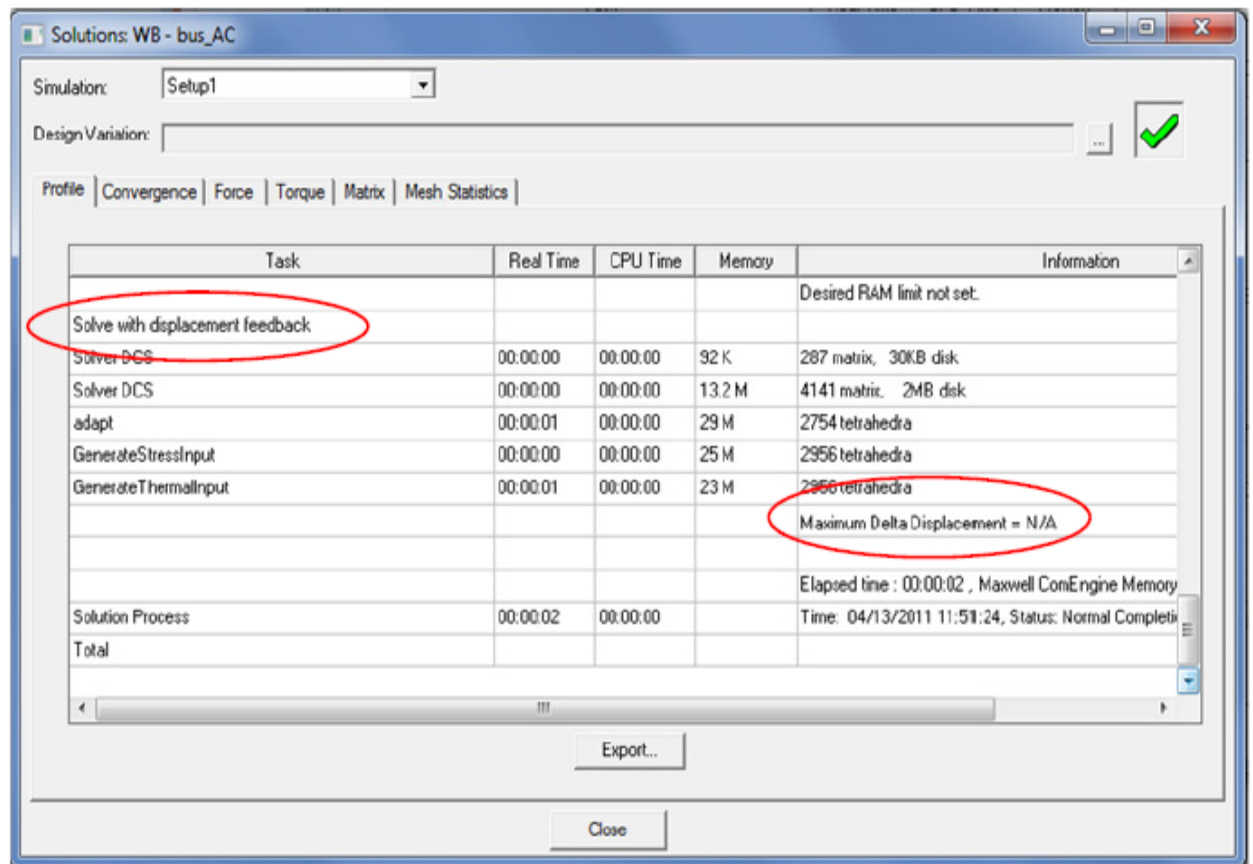 Solutions: WB - bus_AC
Simulation: Setup1
Design Variation: ...
Profile Convergence Force Torque Matrix Mesh Statistics
Task Real Time CPU Time Memory Information
Desired RAM limit not set.
Solve with displacement feedback
Solver DCS 00:00:00 00:00:00 92 K 287 matrix, 30KB disk
Solver DCS 00:00:00 00:00:00 13.2 M 4141 matrix, 2MB disk
adapt 00:00:01 00:00:00 29 M 2754 tetrahedra
GenerateStressInput 00:00:00 00:00:00 25 M 2956 tetrahedra
GenerateThermalInput 00:00:01 00:00:00 23 M 2956 tetrahedra
Maximum Delta Displacement = N/A
Elapsed time : 00:00:02 , Maxwell ComEngine Memory
Solution Process 00:00:02 00:00:00 Time: 04/13/2011 11:51:24, Status: Normal Completi
Total
Export...
Close